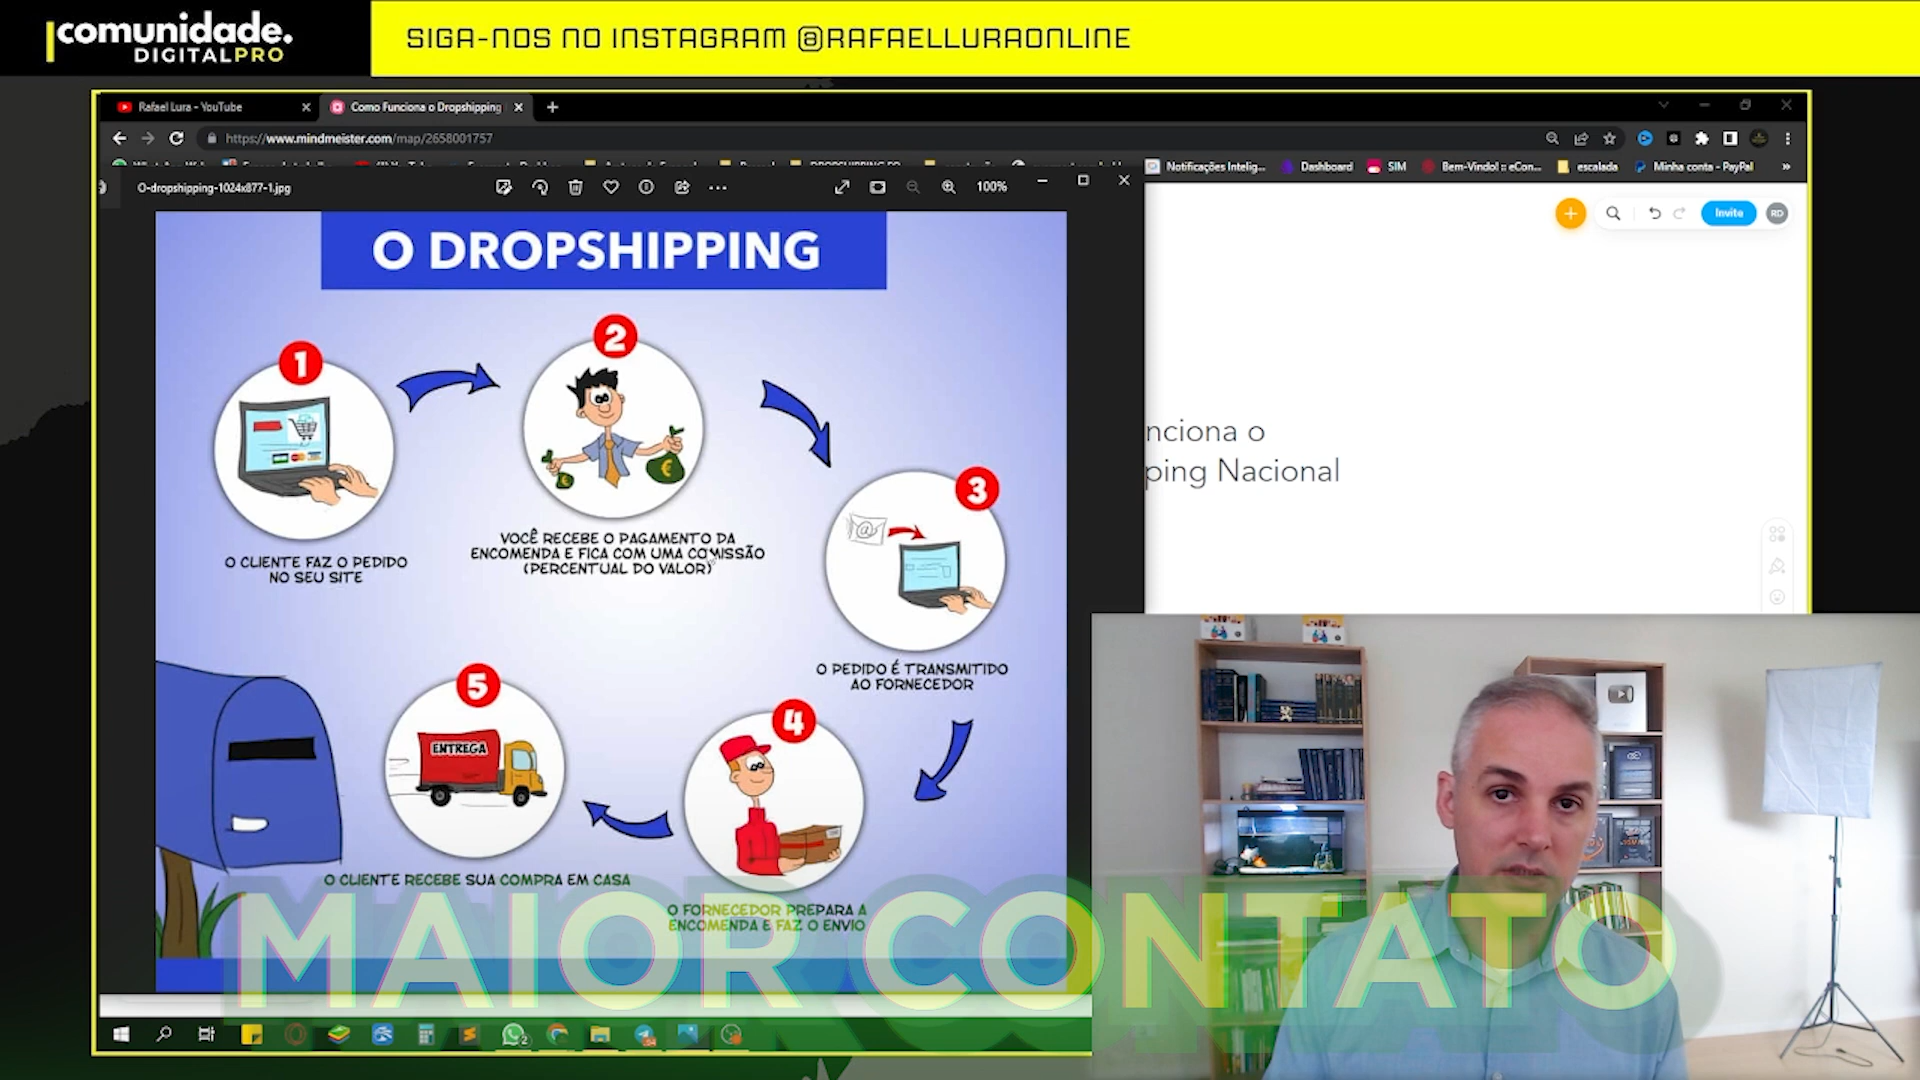 comunidade.
DIGITALPRO
SIGA-NOS NO INSTAGRAM @RAFAELLURAONLINE
Rafael Lura - YouTube
Como Funciona o Dropshipping
https://www.mindmeister.com/map/2658001757
Notificações Intelig...
Dashboard
SIM
Bem-Vindo! :: eCon...
escalada
Minha conta - PayPal
O-dropshipping-1024x877-1.jpg
100%
Invite
RD
O DROPSHIPPING
1
2
3
O CLIENTE FAZ O PEDIDO
NO SEU SITE
VOCÊ RECEBE O PAGAMENTO DA
ENCOMENDA E FICA COM UMA COMISSÃO
(PERCENTUAL DO VALOR)
nciona o
ping Nacional
O PEDIDO É TRANSMITIDO
AO FORNECEDOR
5
4
ENTREGA
O CLIENTE RECEBE SUA COMPRA EM CASA
O FORNECEDOR PREPARA A
ENCOMENDA E FAZ O ENVIO
MAIOR CONTATO